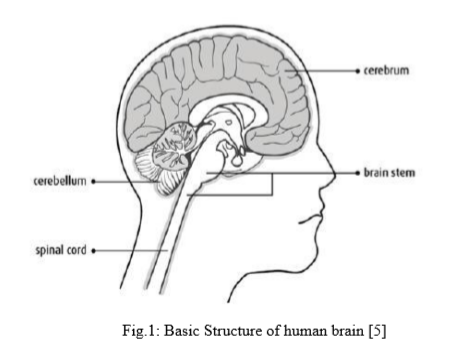 cerebrum
cerebellum
brain stem
spinal cord
Fig.1: Basic Structure of human brain [5]